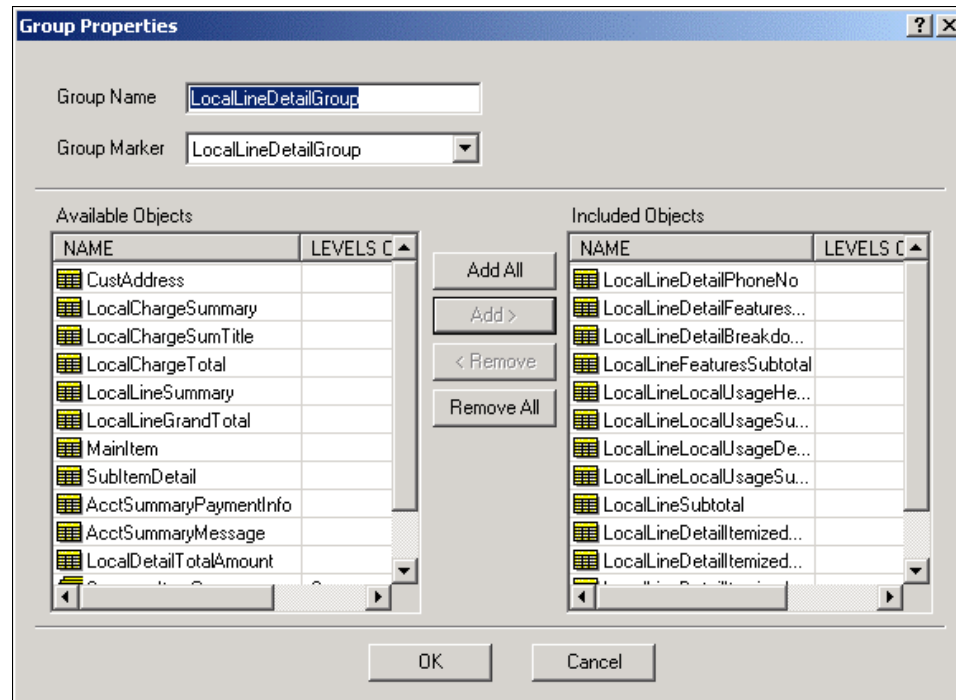 Group Properties
Group Name LocalLineDetailGroup
Group Marker LocalLineDetailGroup
Available Objects
NAME LEVELS C
CustAddress
LocalChargeSummary
LocalChargeSumTitle
LocalChargeTotal
LocalLineSummary
LocalLineGrandTotal
MainItem
SubItemDetail
AcctSummaryPaymentInfo
AcctSummaryMessage
LocalDetailTotalAmount
Add All
Add >
< Remove
Remove All
Included Objects
NAME LEVELS C
LocalLineDetailPhoneNo
LocalLineDetailFeatures...
LocalLineDetailBreakdo...
LocalLineFeaturesSubtotal
LocalLineLocalUsageHe...
LocalLineLocalUsageSu...
LocalLineLocalUsageDe...
LocalLineLocalUsageSu...
LocalLineSubtotal
LocalLineDetailItemized...
LocalLineDetailItemized...
OK Cancel